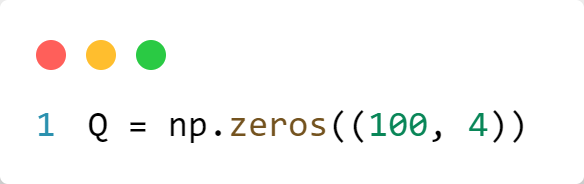 1 Q = np.zeros((100, 4))